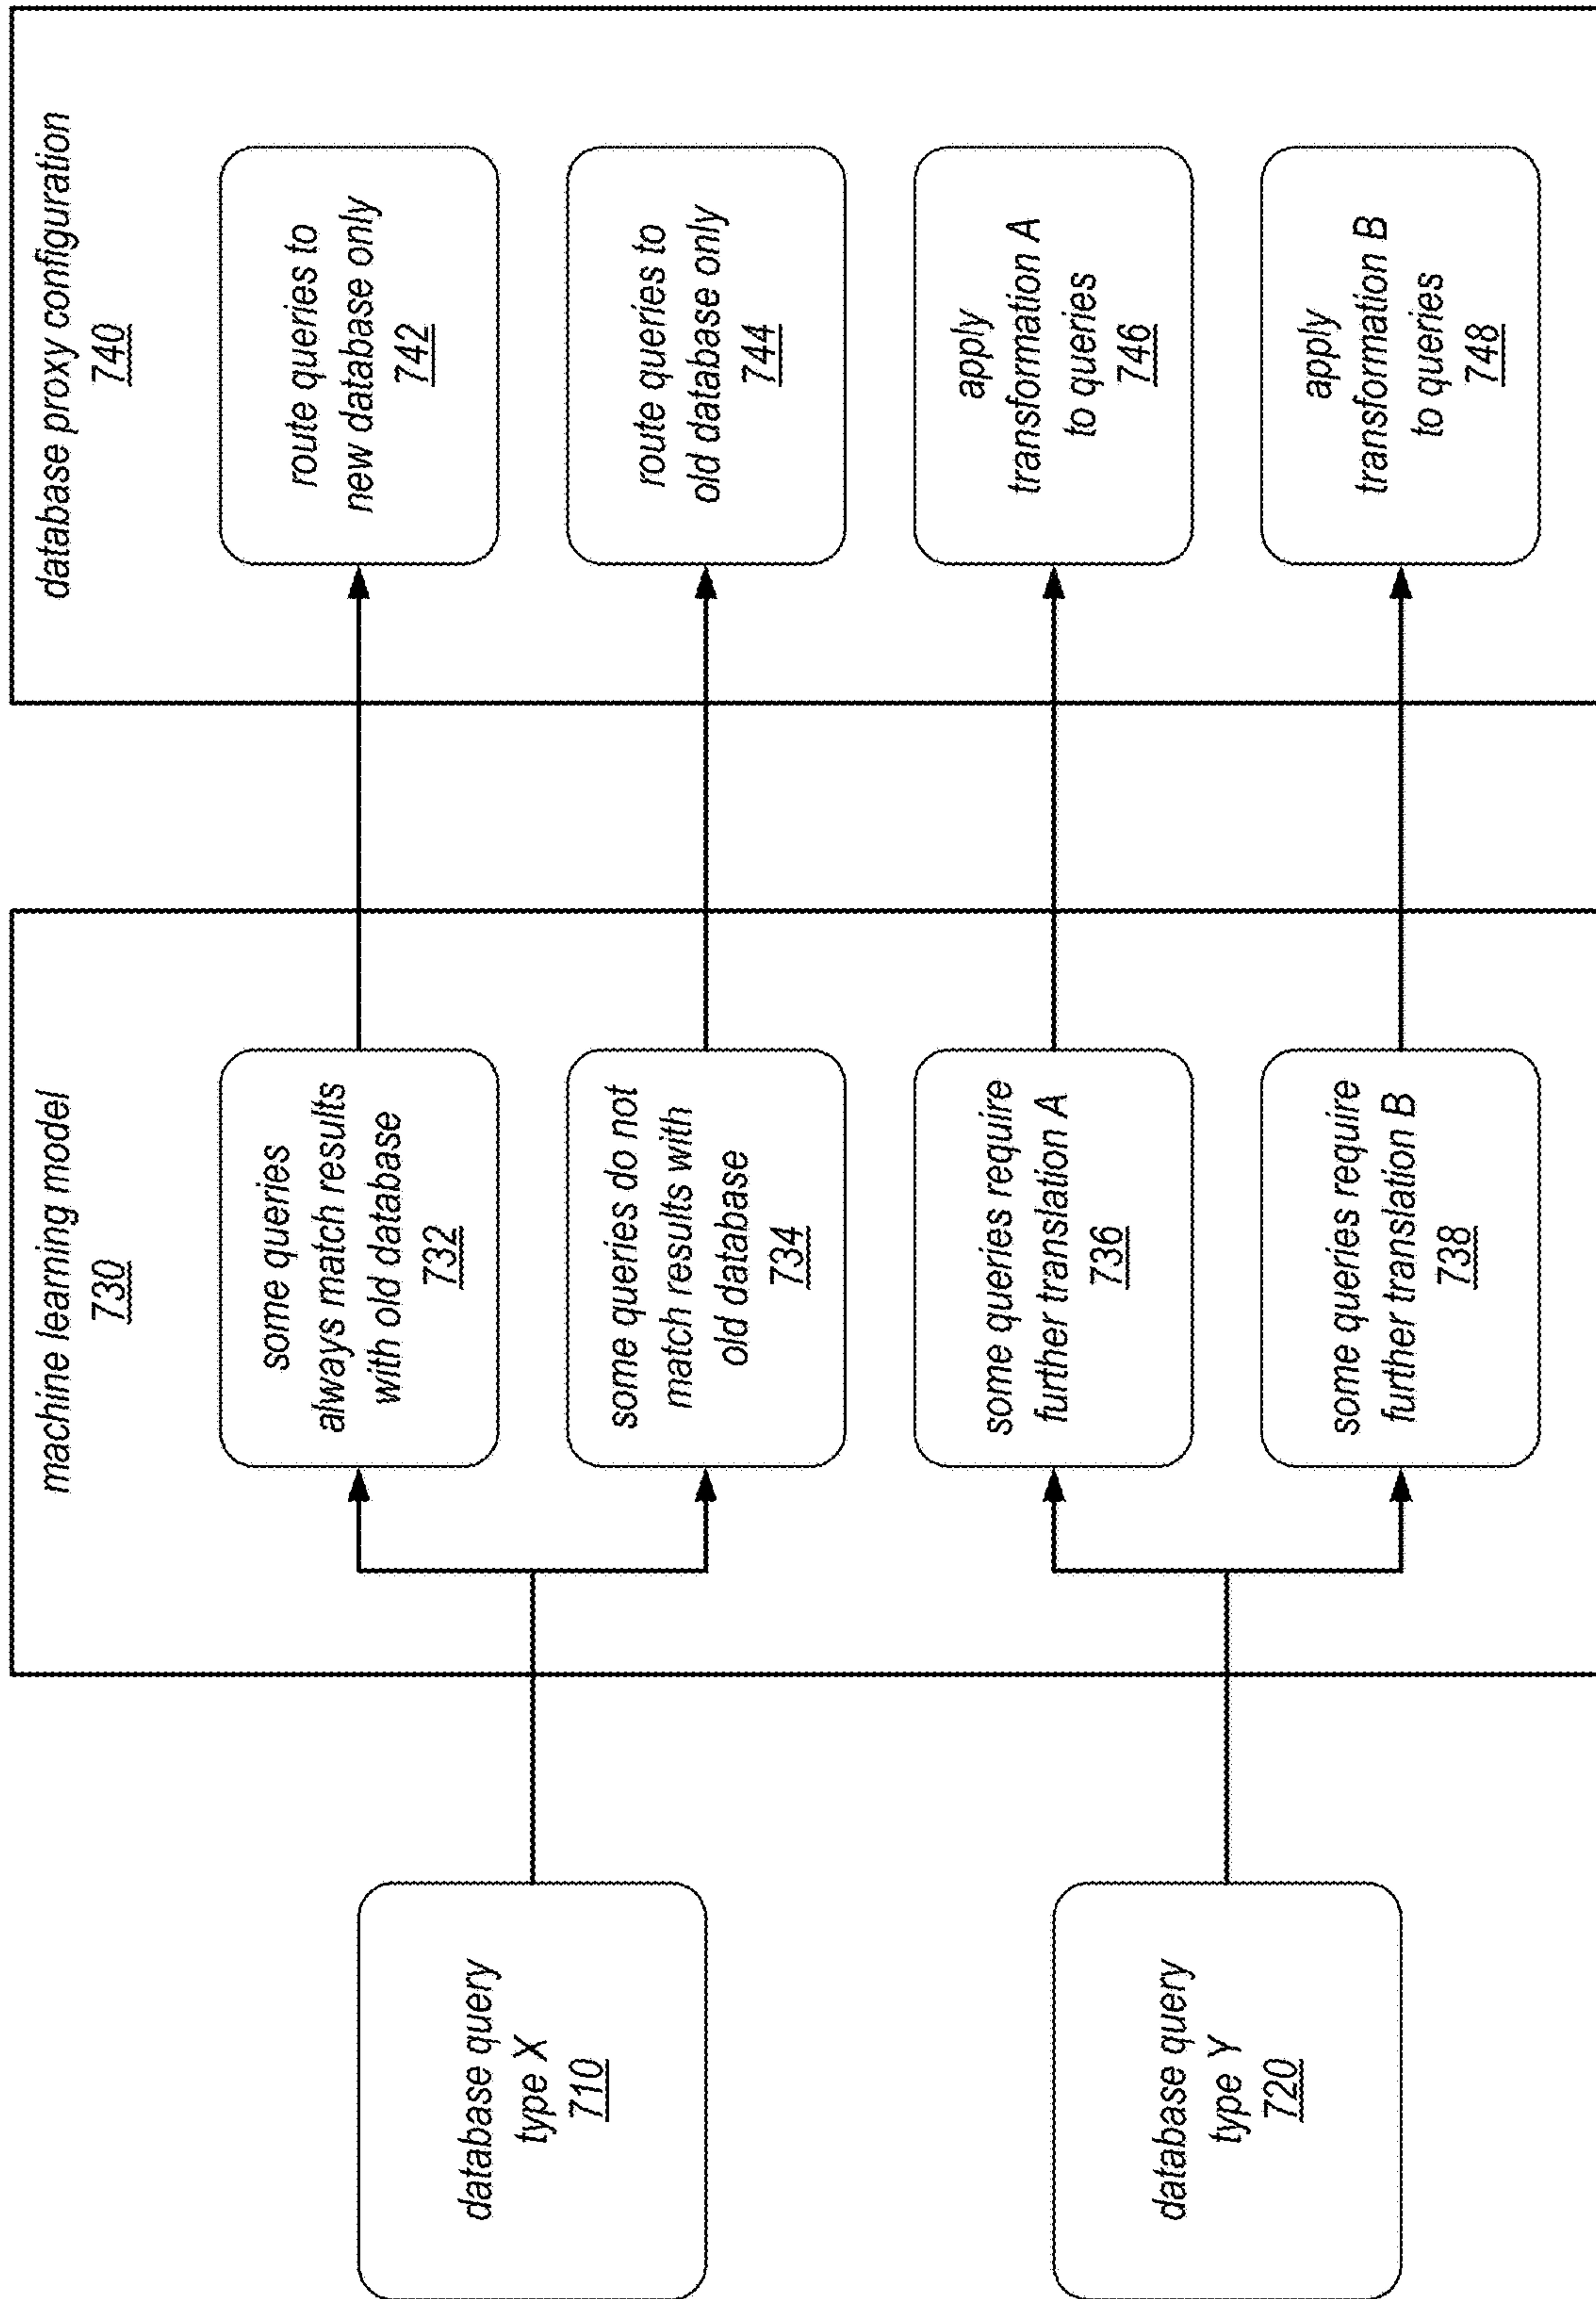 database query
type X
710
database query
type Y
720
machine learning model
730
some queries
always match results
with old database
732
some queries do not
match results with
old database
734
some queries require
further translation A
736
some queries require
further translation B
738
database proxy configuration
740
route queries to
new database only
742
route queries to
old database only
744
apply
transformation A
to queries
746
apply
transformation B
to queries
748